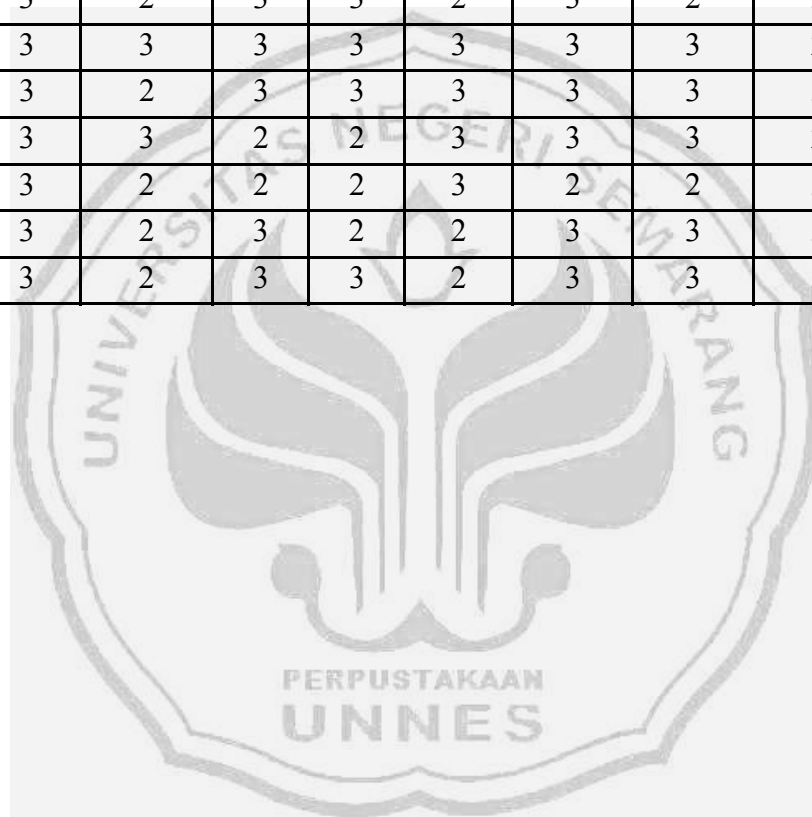 3 2 3 3 2 3 2
3 3 3 3 3 3 3
3 2 3 3 3 3 3
3 3 2 2 3 3 3
3 2 2 2 3 2 2
3 2 3 2 2 3 3
3 2 3 3 2 3 3
UNIVERSITAS NEGERI SEMARANG
PERPUSTAKAAN
UNNES